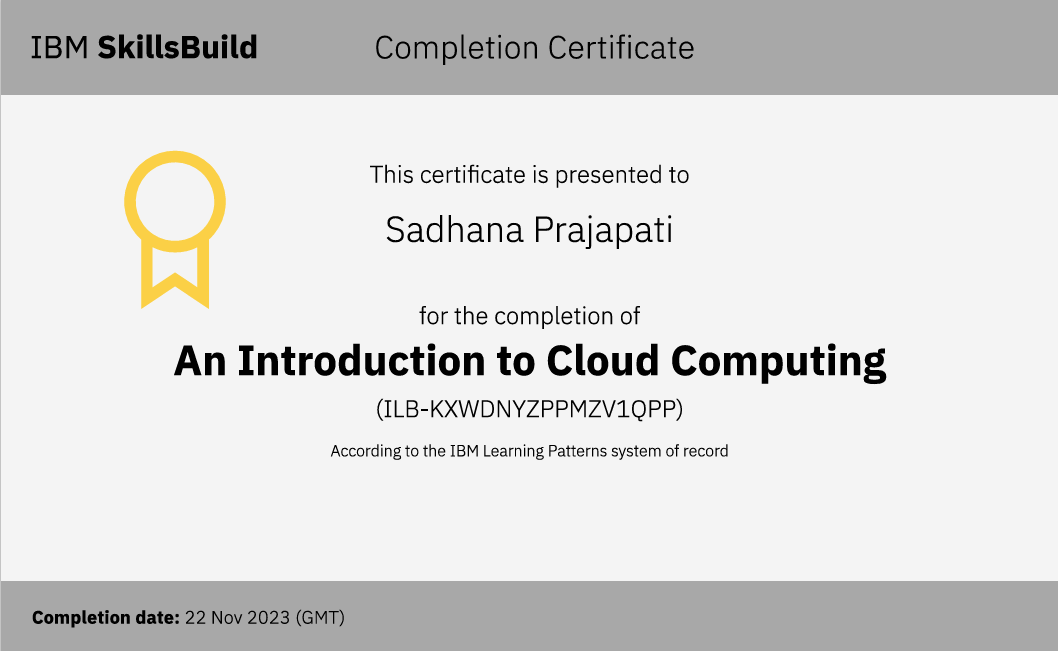 IBM SkillsBuild
Completion Certificate
This certificate is presented to
Sadhana Prajapati
for the completion of
An Introduction to Cloud Computing
(ILB-KXWDNYZPPMZV1QPP)
According to the IBM Learning Patterns system of record
Completion date: 22 Nov 2023 (GMT)